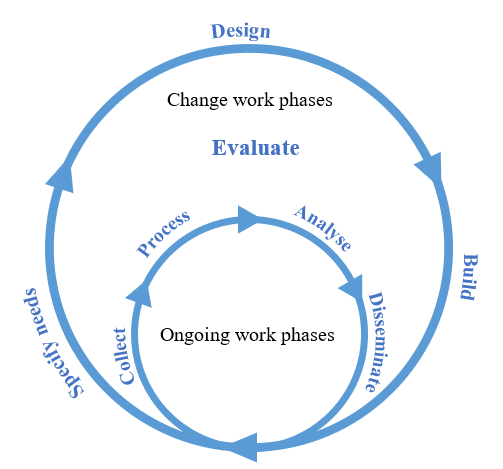 Design
Change work phases
Evaluate
Process
Analyse
Build
Specify needs
Collect
Ongoing work phases
Disseminate